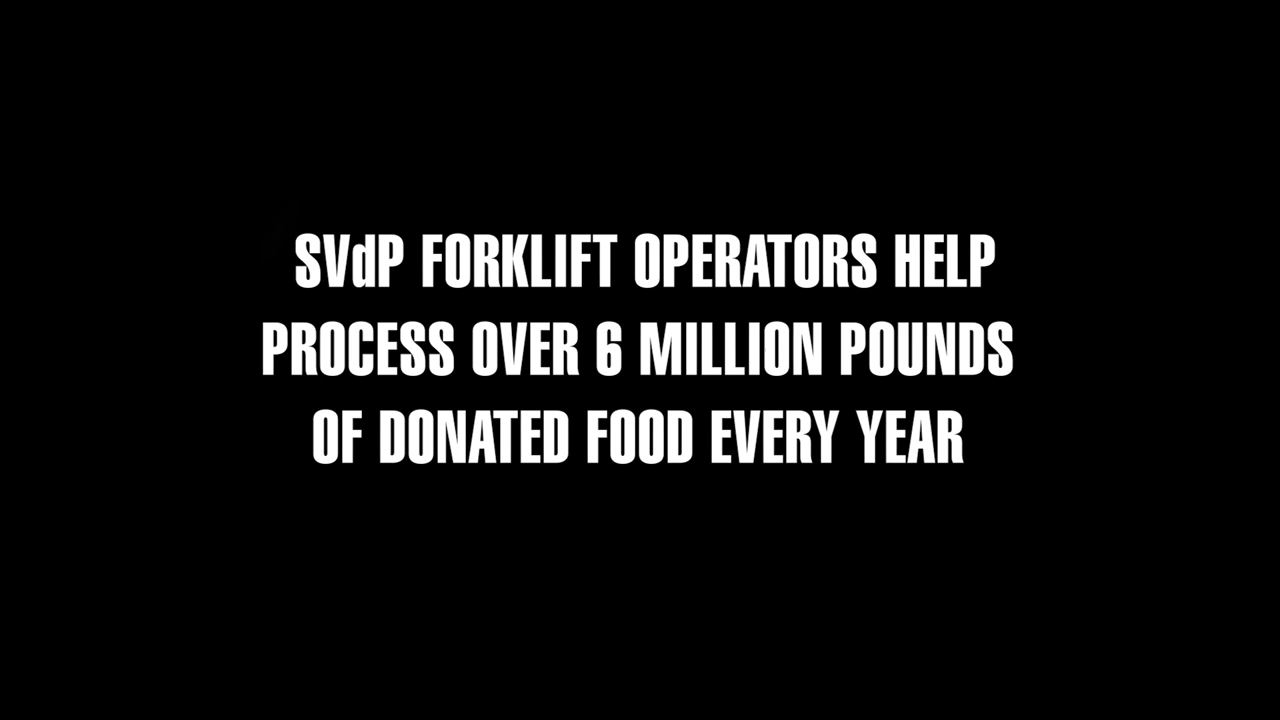 SVdP FORKLIFT OPERATORS HELP
PROCESS OVER 6 MILLION POUNDS
OF DONATED FOOD EVERY YEAR